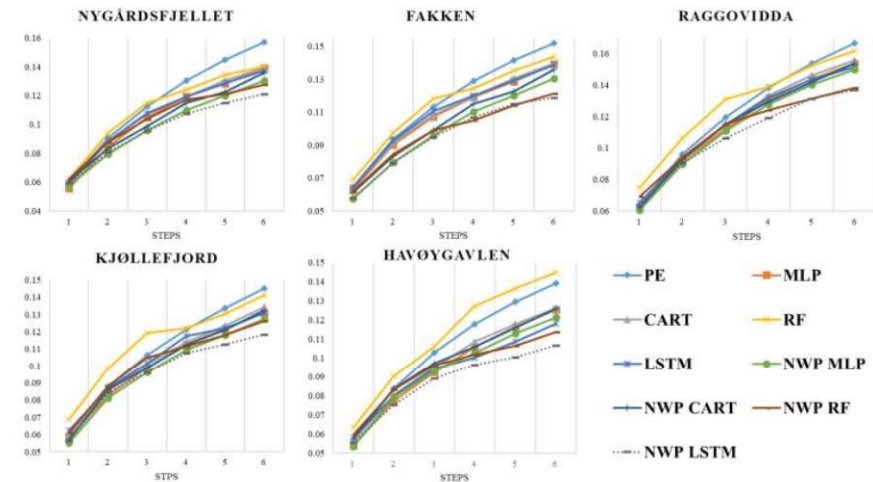 NYGÅRDSFJELLET
0.16
0.14
0.12
0.1
0.08
0.06
0.04
1 2 3 4 5 6
STEPS
FAKKEN
0.15
0.13
0.11
0.09
0.07
0.05
1 2 3 4 5 6
STEPS
RAGGOVIDDA
0.16
0.14
0.12
0.1
0.08
0.06
1 2 3 4 5 6
STEPS
KJØLLEFJORD
0.15
0.14
0.13
0.12
0.11
0.1
0.09
0.08
0.07
0.06
0.05
1 2 3 4 5 6
STPS
HAVØYGAVLEN
0.15
0.14
0.13
0.12
0.11
0.1
0.09
0.08
0.07
0.06
0.05
1 2 3 4 5 6
STEPS
PE MLP
CART RF
LSTM NWP MLP
NWP CART NWP RF
NWP LSTM